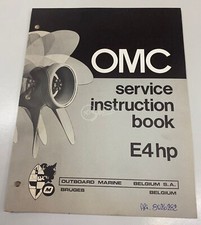 OMC
service
instruction
book
E4hp
OUTBOARD MARINE BELGIUM S.A.
BRUGES BELGIUM